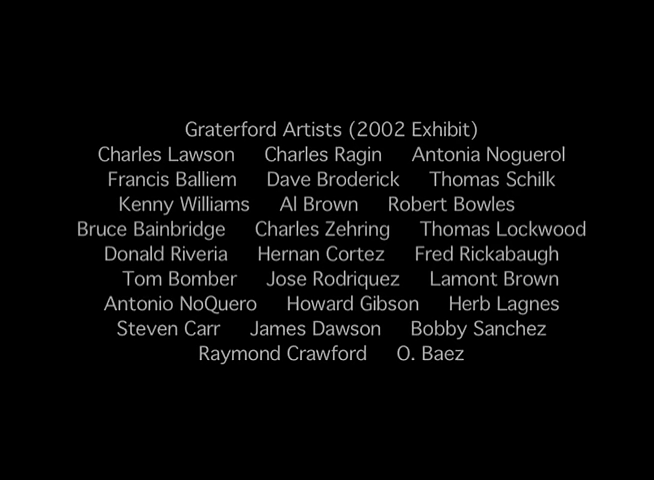 Graterford Artists (2002 Exhibit)
Charles Lawson Charles Ragin Antonia Noguerol
Francis Balliem Dave Broderick Thomas Schilk
Kenny Williams Al Brown Robert Bowles
Bruce Bainbridge Charles Zehring Thomas Lockwood
Donald Riveria Hernan Cortez Fred Rickabaugh
Tom Bomber Jose Rodriquez Lamont Brown
Antonio NoQuero Howard Gibson Herb Lagnes
Steven Carr James Dawson Bobby Sanchez
Raymond Crawford O. Baez